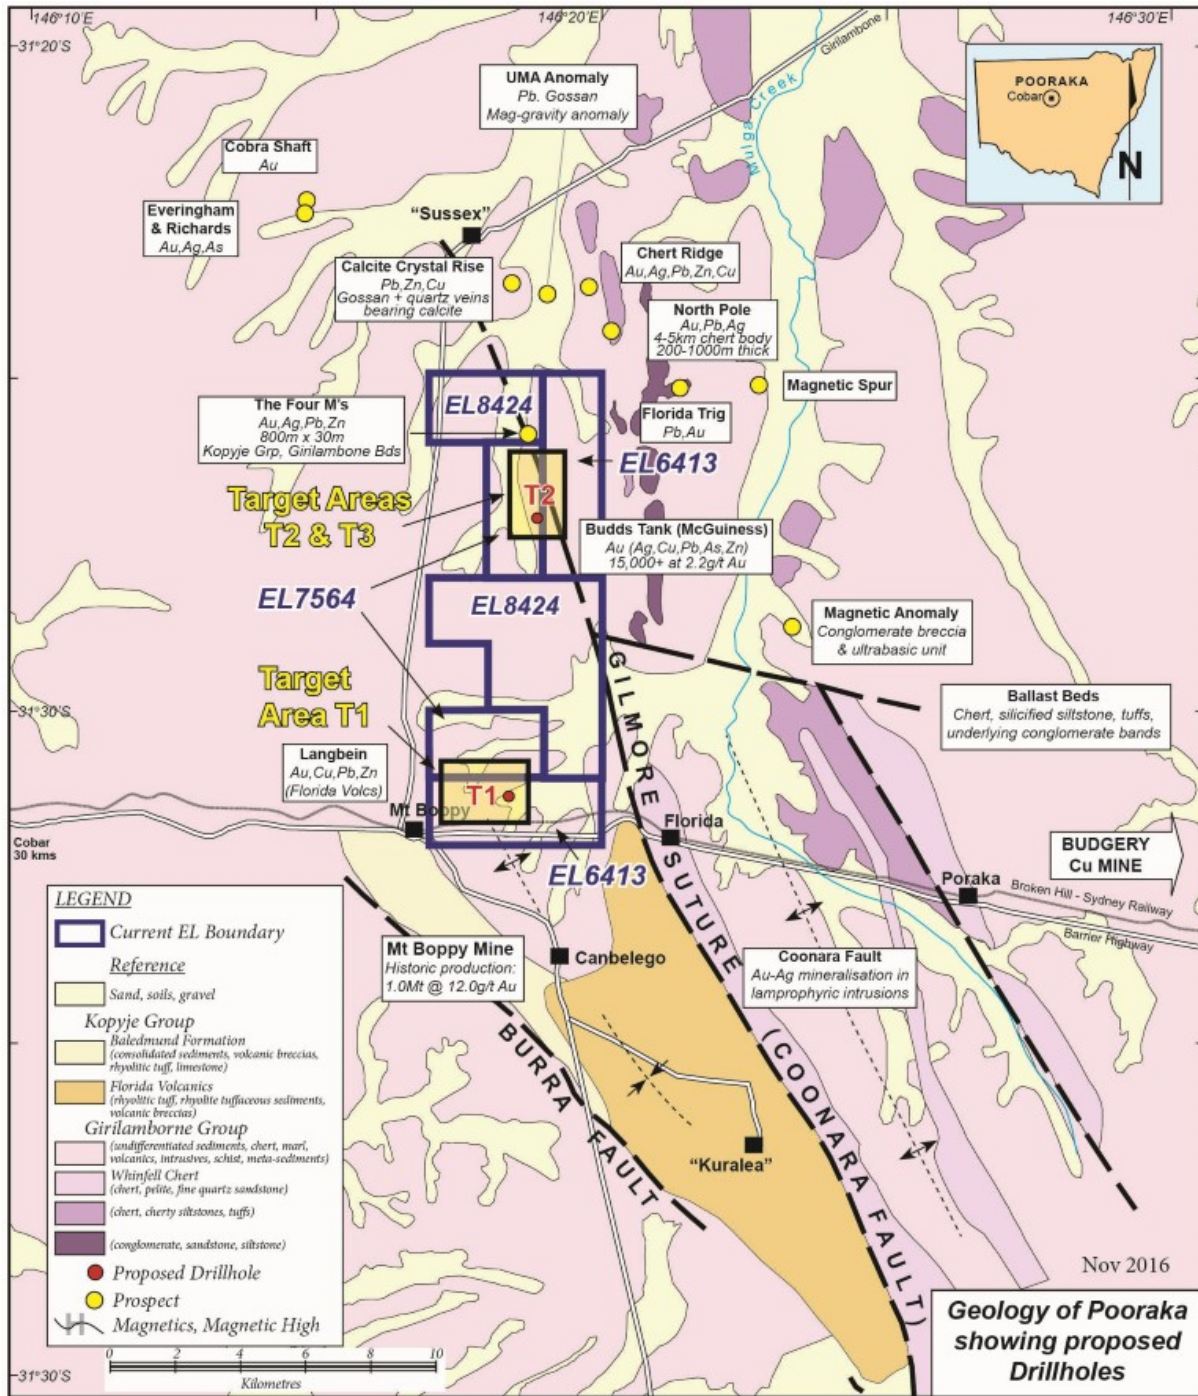 146°10'E
146°20'E
146°30'E
31°20'S
Girilambone
Mulga Creek
POORAKA
Cobar
N
UMA Anomaly
Pb. Gossan
Mag-gravity anomaly
Cobra Shaft
Au
Everingham
& Richards
Au,Ag,As
"Sussex"
Calcite Crystal Rise
Pb,Zn,Cu
Gossan + quartz veins
bearing calcite
Chert Ridge
Au,Ag,Pb,Zn,Cu
North Pole
Au,Pb,Ag
4-5km chert body
200-1000m thick
Magnetic Spur
Florida Trig
Pb,Au
The Four M's
Au,Ag,Pb,Zn
800m x 30m
Kopyje Grp, Girilambone Bds
EL8424
EL6413
Target Areas
T2 & T3
T2
Budds Tank (McGuiness)
Au (Ag,Cu,Pb,As,Zn)
15,000+ at 2.2g/t Au
EL7564
EL8424
Magnetic Anomaly
Conglomerate breccia
& ultrabasic unit
Target
Area T1
31°30'S
Ballast Beds
Chert, silicified siltstone, tuffs,
underlying conglomerate bands
Langbein
Au,Cu,Pb,Zn
(Florida Volcs)
T1
Mt Boppy
Cobar
30 kms
Florida
EL6413
BUDGERY
Cu MINE
Poraka
Broken Hill - Sydney Railway
Barrier Highway
GILMORE SUTURE (COONARA FAULT)
Mt Boppy Mine
Historic production:
1.0Mt @ 12.0g/t Au
Canbelego
Coonara Fault
Au-Ag mineralisation in
lamprophyric intrusions
BURRA FAULT
"Kuralea"
LEGEND
Current EL Boundary
Reference
Sand, soils, gravel
Kopyje Group
Baledmund Formation
(consolidated sediments, volcanic breccias,
rhyolitic tuff, limestone)
Florida Volcanics
(rhyolitic tuff, rhyolite tuffaceous sediments,
volcanic breccias)
Girilamborne Group
(undifferentiated sediments, chert, marl,
volcanics, intrusives, schist, meta-sediments)
Whinfell Chert
(chert, pelite, fine quartz sandstone)
(chert, cherty siltstones, tuffs)
(conglomerate, sandstone, siltstone)
Proposed Drillhole
Prospect
Magnetics, Magnetic High
0 2 4 6 8 10
Kilometres
31°30'S
Nov 2016
Geology of Pooraka
showing proposed
Drillholes